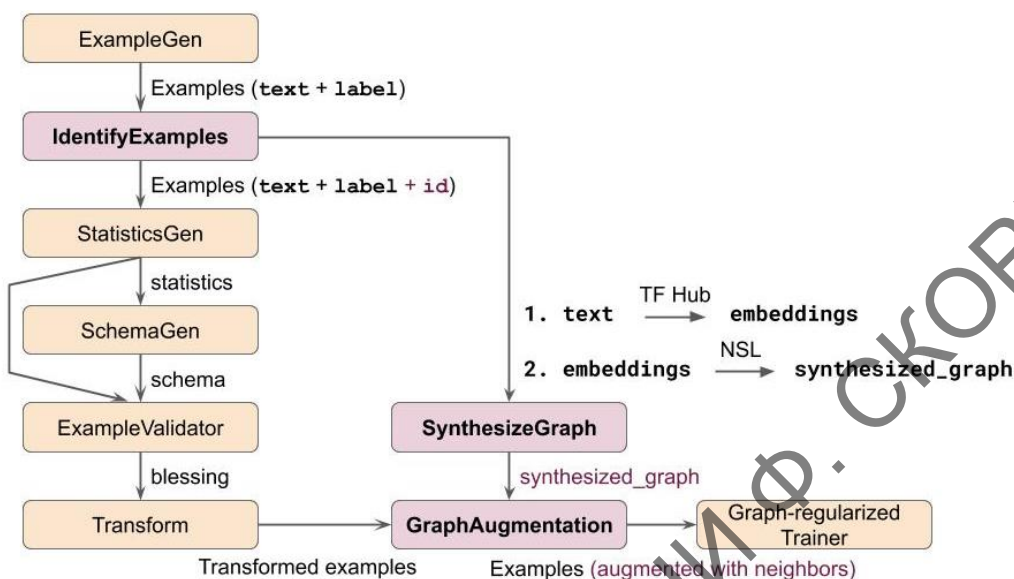 ExampleGen
Examples (text + label)
IdentifyExamples
Examples (text + label + id)
StatisticsGen
statistics
SchemaGen
schema
ExampleValidator
blessing
Transform
Transformed examples
1. text TF Hub embeddings
2. embeddings NSL synthesized_graph
SynthesizeGraph
synthesized_graph
GraphAugmentation
Examples (augmented with neighbors)
Graph-regularized
Trainer
Ф. СКОР